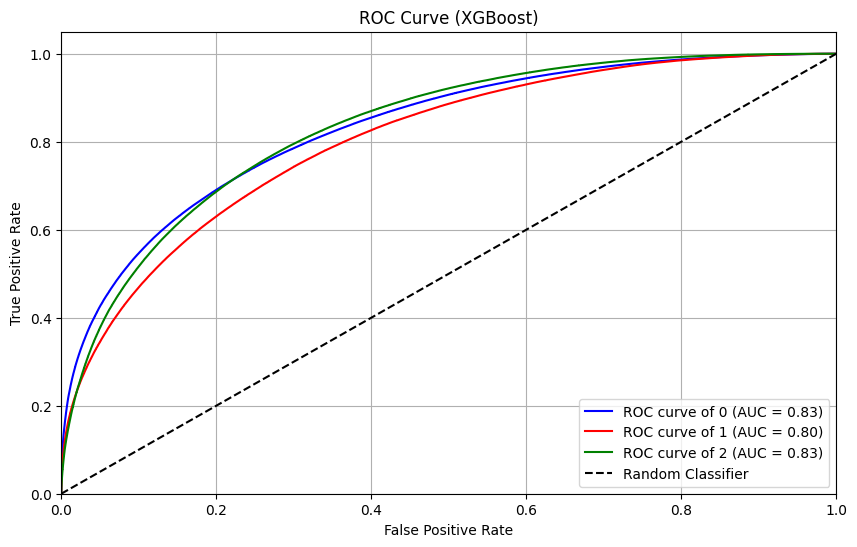 ROC Curve (XGBoost)
True Positive Rate
1.0
0.8
0.6
0.4
0.2
0.0
0.0 0.2 0.4 0.6 0.8 1.0
False Positive Rate
ROC curve of 0 (AUC = 0.83)
ROC curve of 1 (AUC = 0.80)
ROC curve of 2 (AUC = 0.83)
Random Classifier